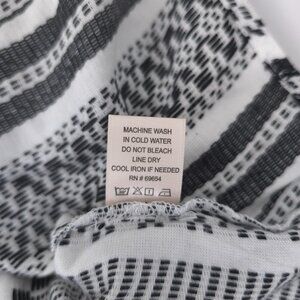 MACHINE WASH
IN COLD WATER
DO NOT BLEACH
LINE DRY
COOL IRON IF NEEDED
RN # 69654